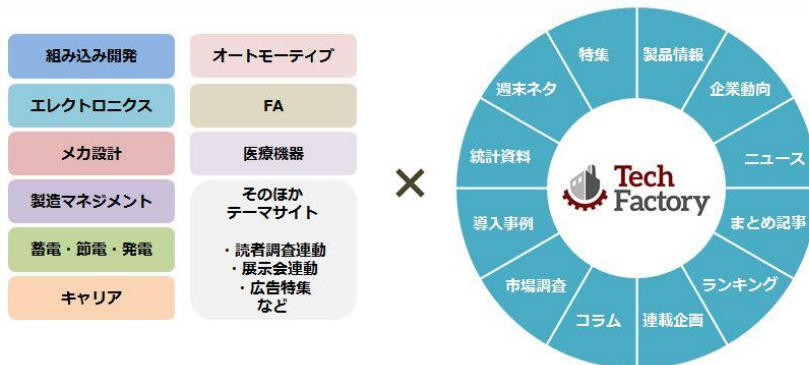 組み込み開発
エレクトロニクス
メカ設計
製造マネジメント
蓄電・節電・発電
キャリア
オートモーティブ
FA
医療機器
そのほか
テーマサイト
・読者調査連動
・展示会連動
・広告特集
など
×
特集
製品情報
企業動向
ニュース
まとめ記事
ランキング
連載企画
コラム
市場調査
導入事例
統計資料
週末ネタ
Tech
Factory